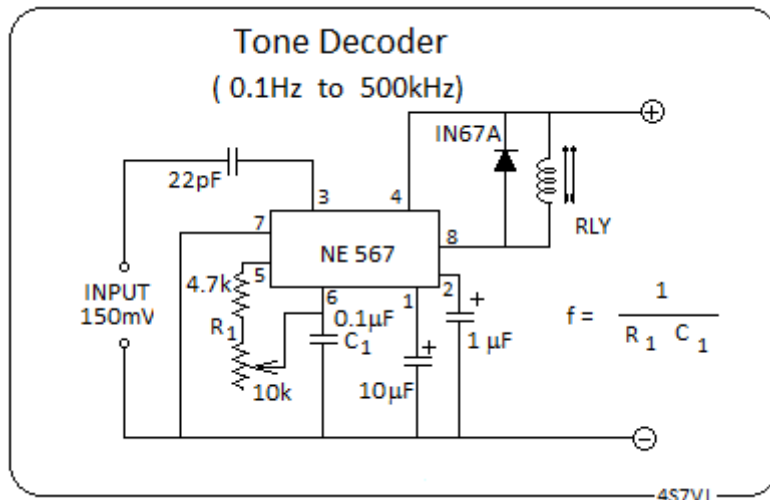 Tone Decoder
( 0.1Hz to 500kHz)
IN67A
22pF
3
4
RLY
7
8
NE 567
5
6
1
2
4.7k
INPUT
150mV
R1
0.1µF
C1
10k
10µF
1 µF
f = 1 / R1 C1
4S7VJ